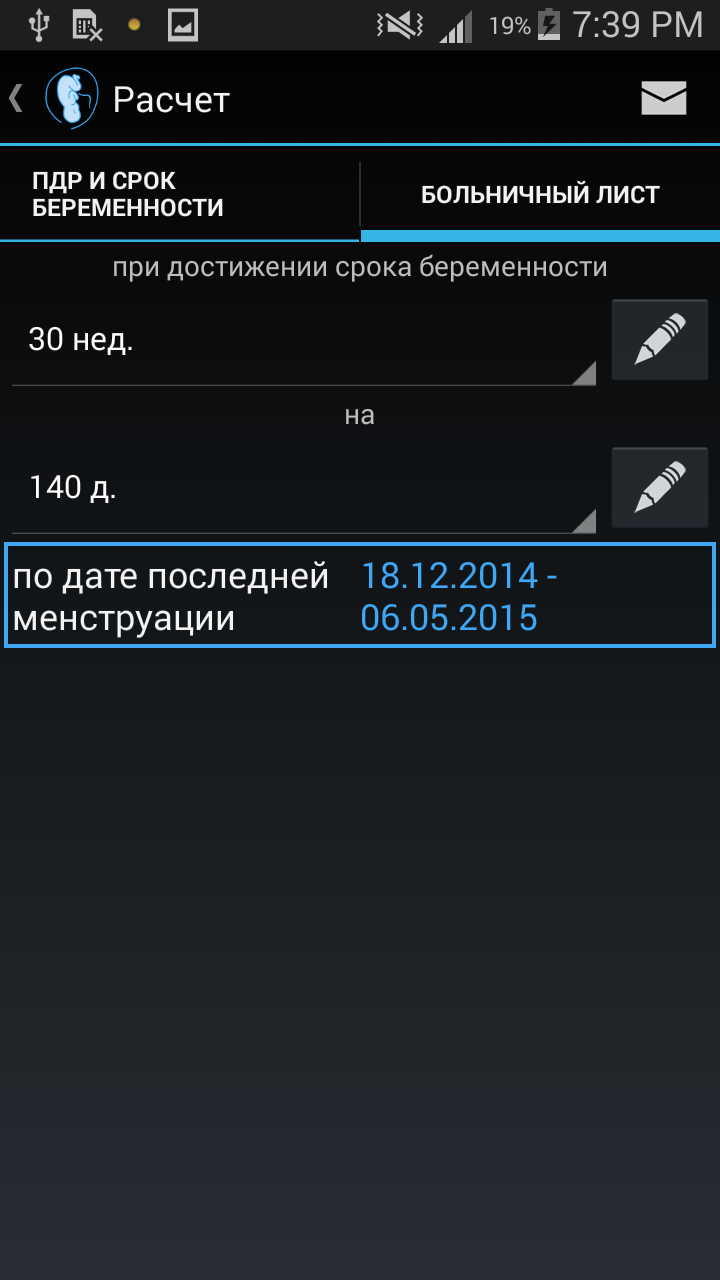 19% 7:39 PM
Расчет
ПДР И СРОК
БЕРЕМЕННОСТИ
БОЛЬНИЧНЫЙ ЛИСТ
при достижении срока беременности
30 нед.
на
140 д.
по дате последней
менструации
18.12.2014 -
06.05.2015